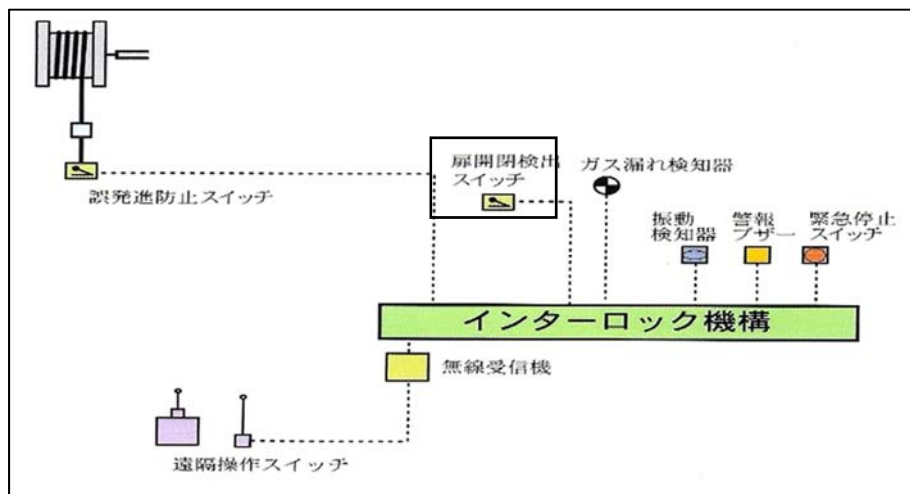 扉開閉検出
スイッチ
ガス漏れ検知器
誤発進防止スイッチ
振動
検知器
警報
ブザー
緊急停止
スイッチ
インターロック機構
無線受信機
遠隔操作スイッチ